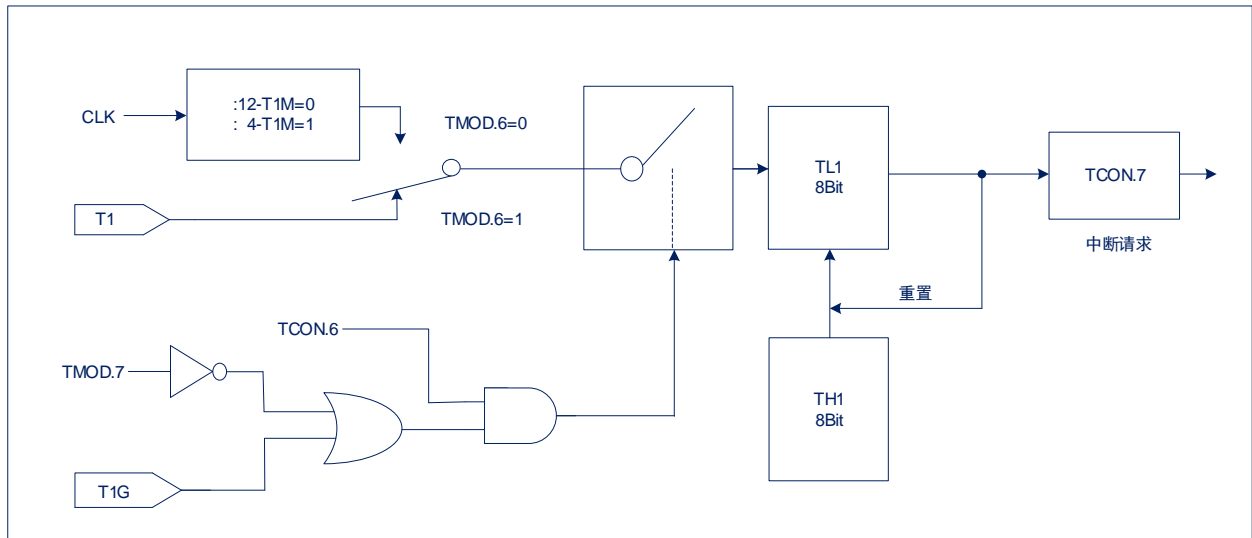 CLK
:12-T1M=0
: 4-T1M=1
TMOD.6=0
T1
TMOD.6=1
TL1
8Bit
TCON.7
中断请求
重置
TCON.6
TMOD.7
TH1
8Bit
T1G